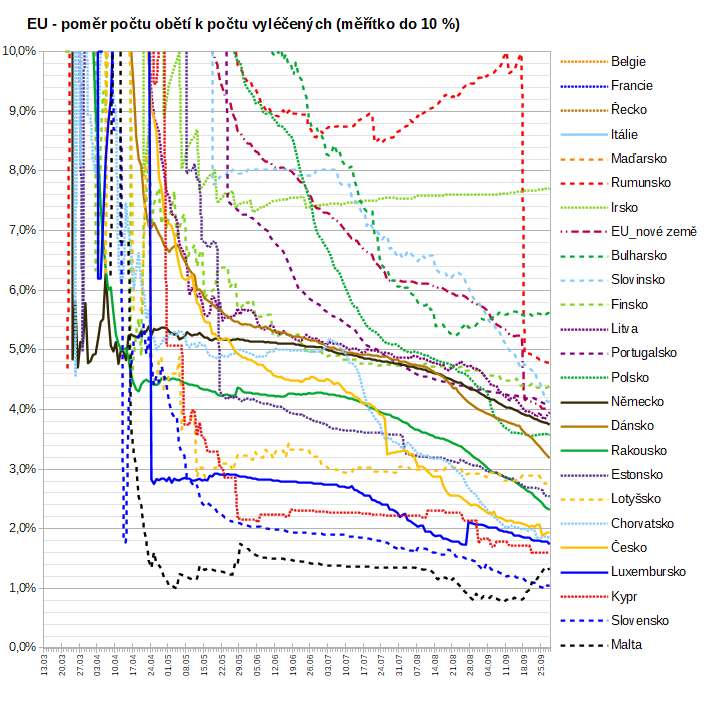 EU - poměr počtu obětí k počtu vyléčených (měřítko do 10 %)
10,0%
9,0%
8,0%
7,0%
6,0%
5,0%
4,0%
3,0%
2,0%
1,0%
0,0%
13.03
20.03
27.03
03.04
10.04
17.04
24.04
01.05
08.05
15.05
22.05
29.05
05.06
12.06
19.06
26.06
03.07
10.07
17.07
24.07
31.07
07.08
14.08
21.08
28.08
04.09
11.09
18.09
25.09
Belgie
Francie
Řecko
Itálie
Maďarsko
Rumunsko
Irsko
EU_nové země
Bulharsko
Slovinsko
Finsko
Litva
Portugalsko
Polsko
Německo
Dánsko
Rakousko
Estonsko
Lotyšsko
Chorvatsko
Česko
Luxembursko
Kypr
Slovensko
Malta